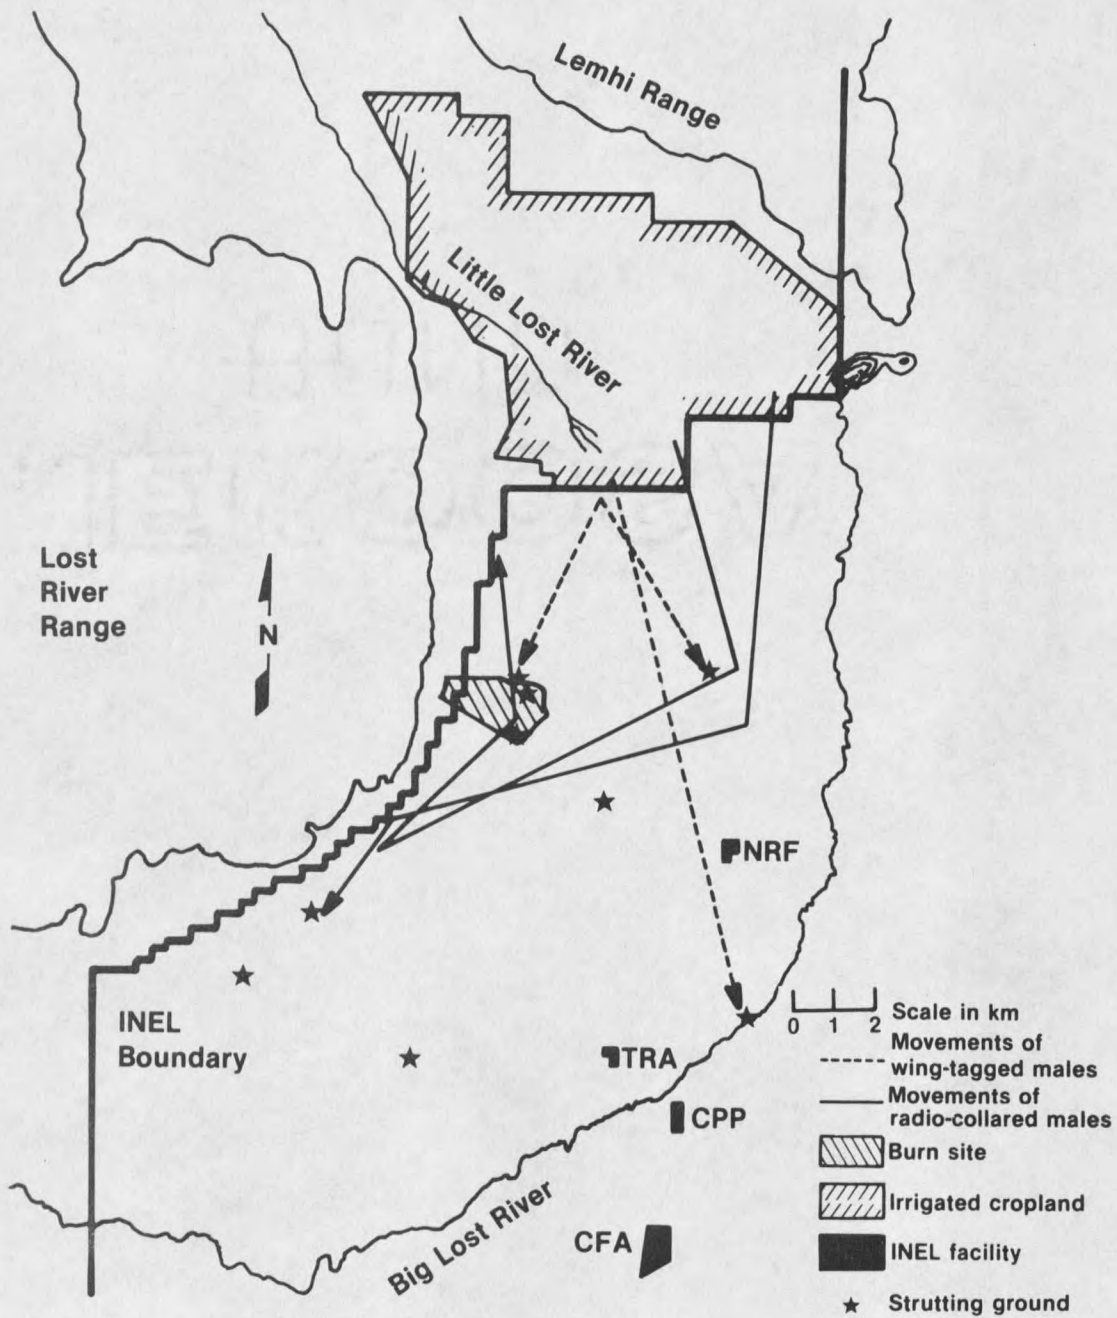 Lemhi Range
Little Lost River
Lost
River
Range
N
NRF
INEL
Boundary
TRA
CPP
CFA
Big Lost River
0 1 2
Scale in km
Movements of
wing-tagged males
Movements of
radio-collared males
Burn site
Irrigated cropland
INEL facility
Strutting ground